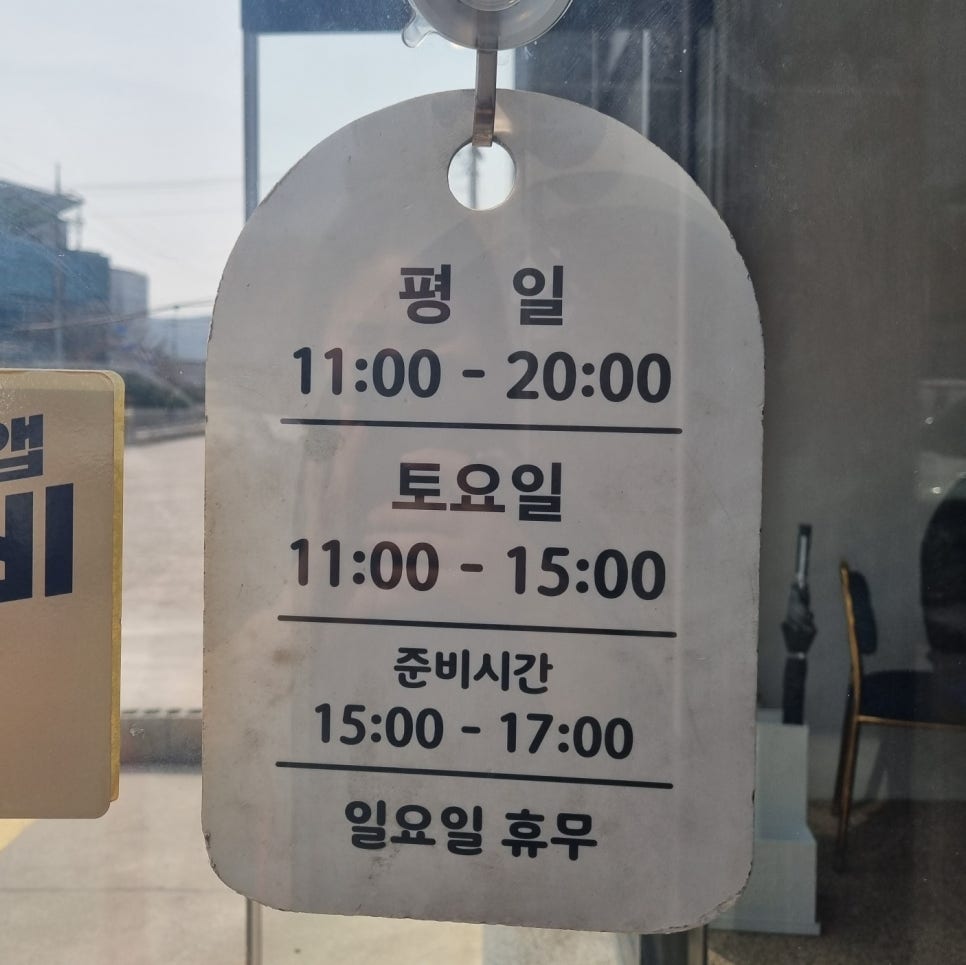 평 일
11:00 - 20:00
토요일
11:00 - 15:00
준비시간
15:00 - 17:00
일요일 휴무
앱